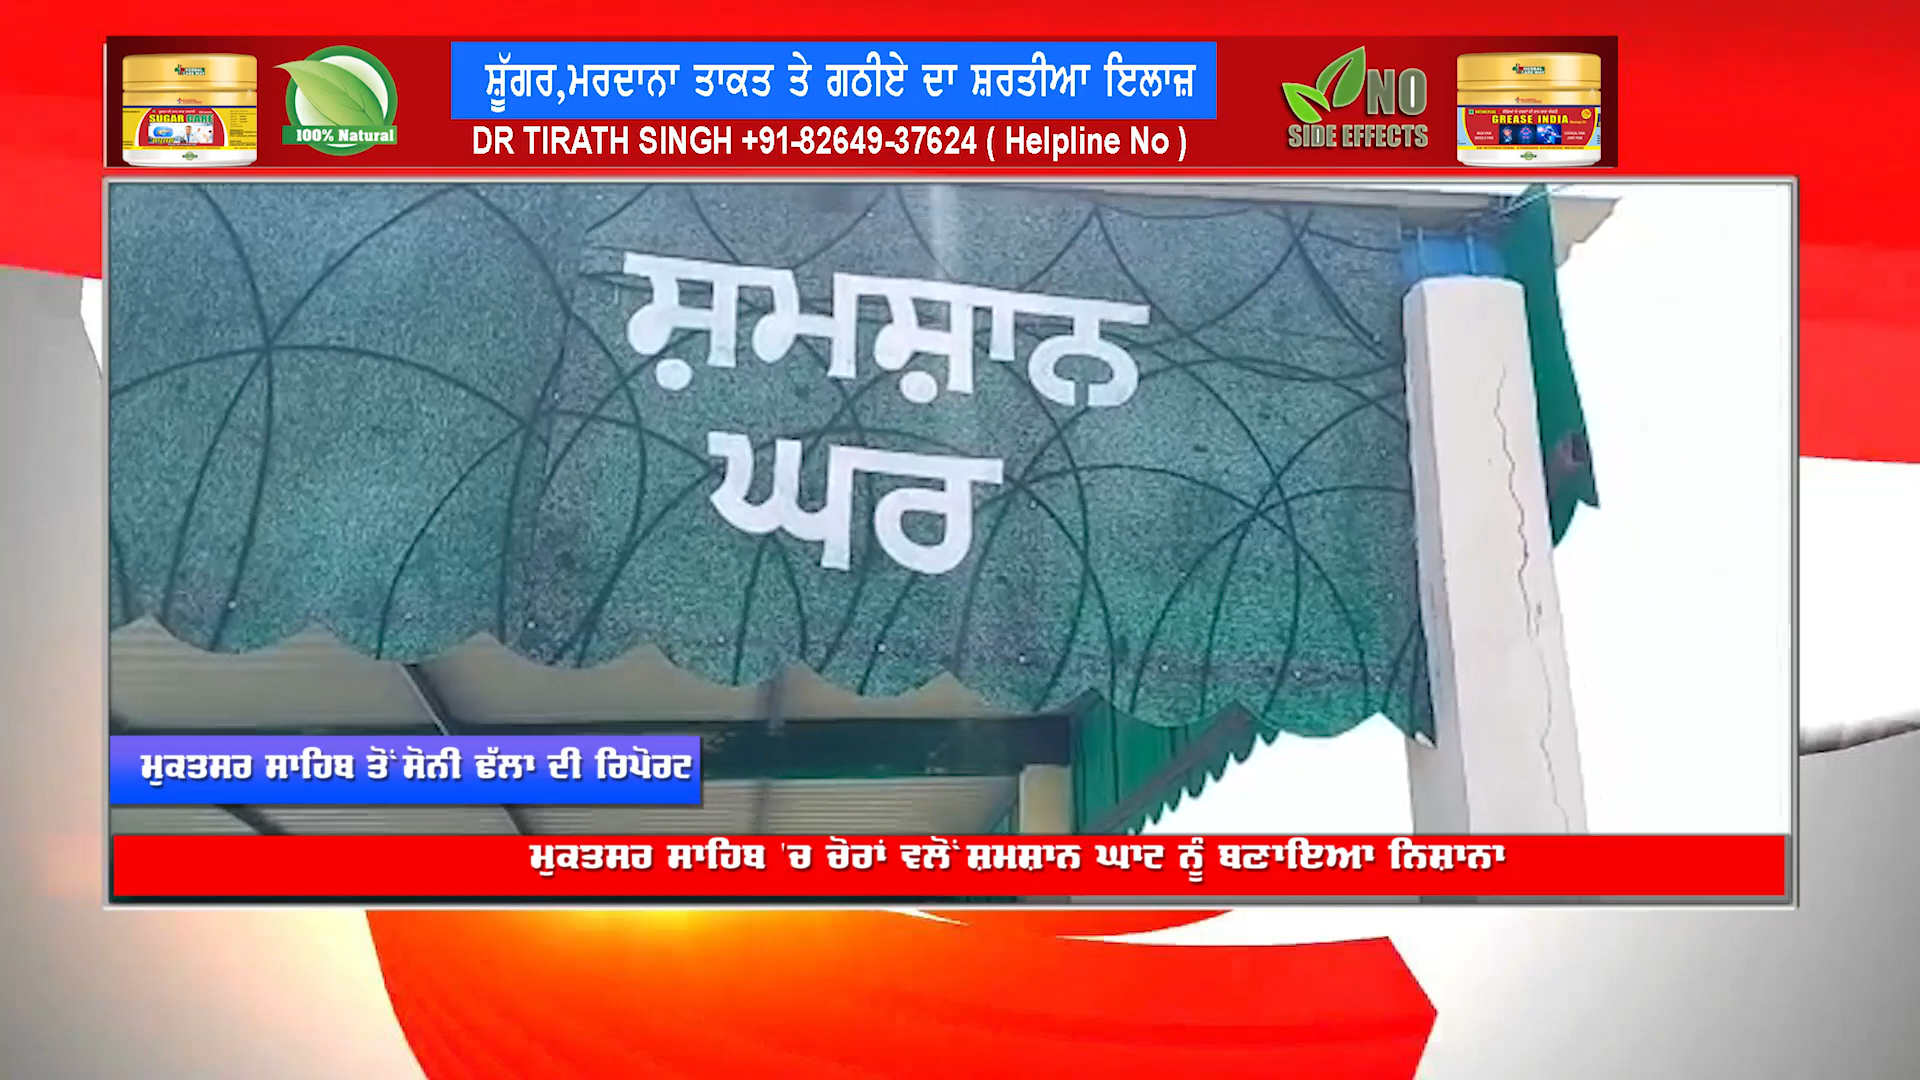 ਸ਼ੂੱਗਰ,ਮਰਦਾਨਾ ਤਾਕਤ ਤੇ ਗਠੀਏ ਦਾ ਸ਼ਰਤੀਆ ਇਲਾਜ਼
DR TIRATH SINGH +91-82649-37624 ( Helpline No )
SUGAR CARE
100% Natural
NO
SIDE EFFECTS
GREASE INDIA
ਸ਼ਮਸ਼ਾਨ
ਘਰ
ਮੁਕਤਸਰ ਸਾਹਿਬ ਤੋਂ ਸੋਨੀ ਢੱਲਾ ਦੀ ਰਿਪੋਰਟ
ਮੁਕਤਸਰ ਸਾਹਿਬ 'ਚ ਚੋਰਾਂ ਵਲੋਂ ਸ਼ਮਸ਼ਾਨ ਘਾਟ ਨੂੰ ਬਣਾਇਆ ਨਿਸ਼ਾਨਾ